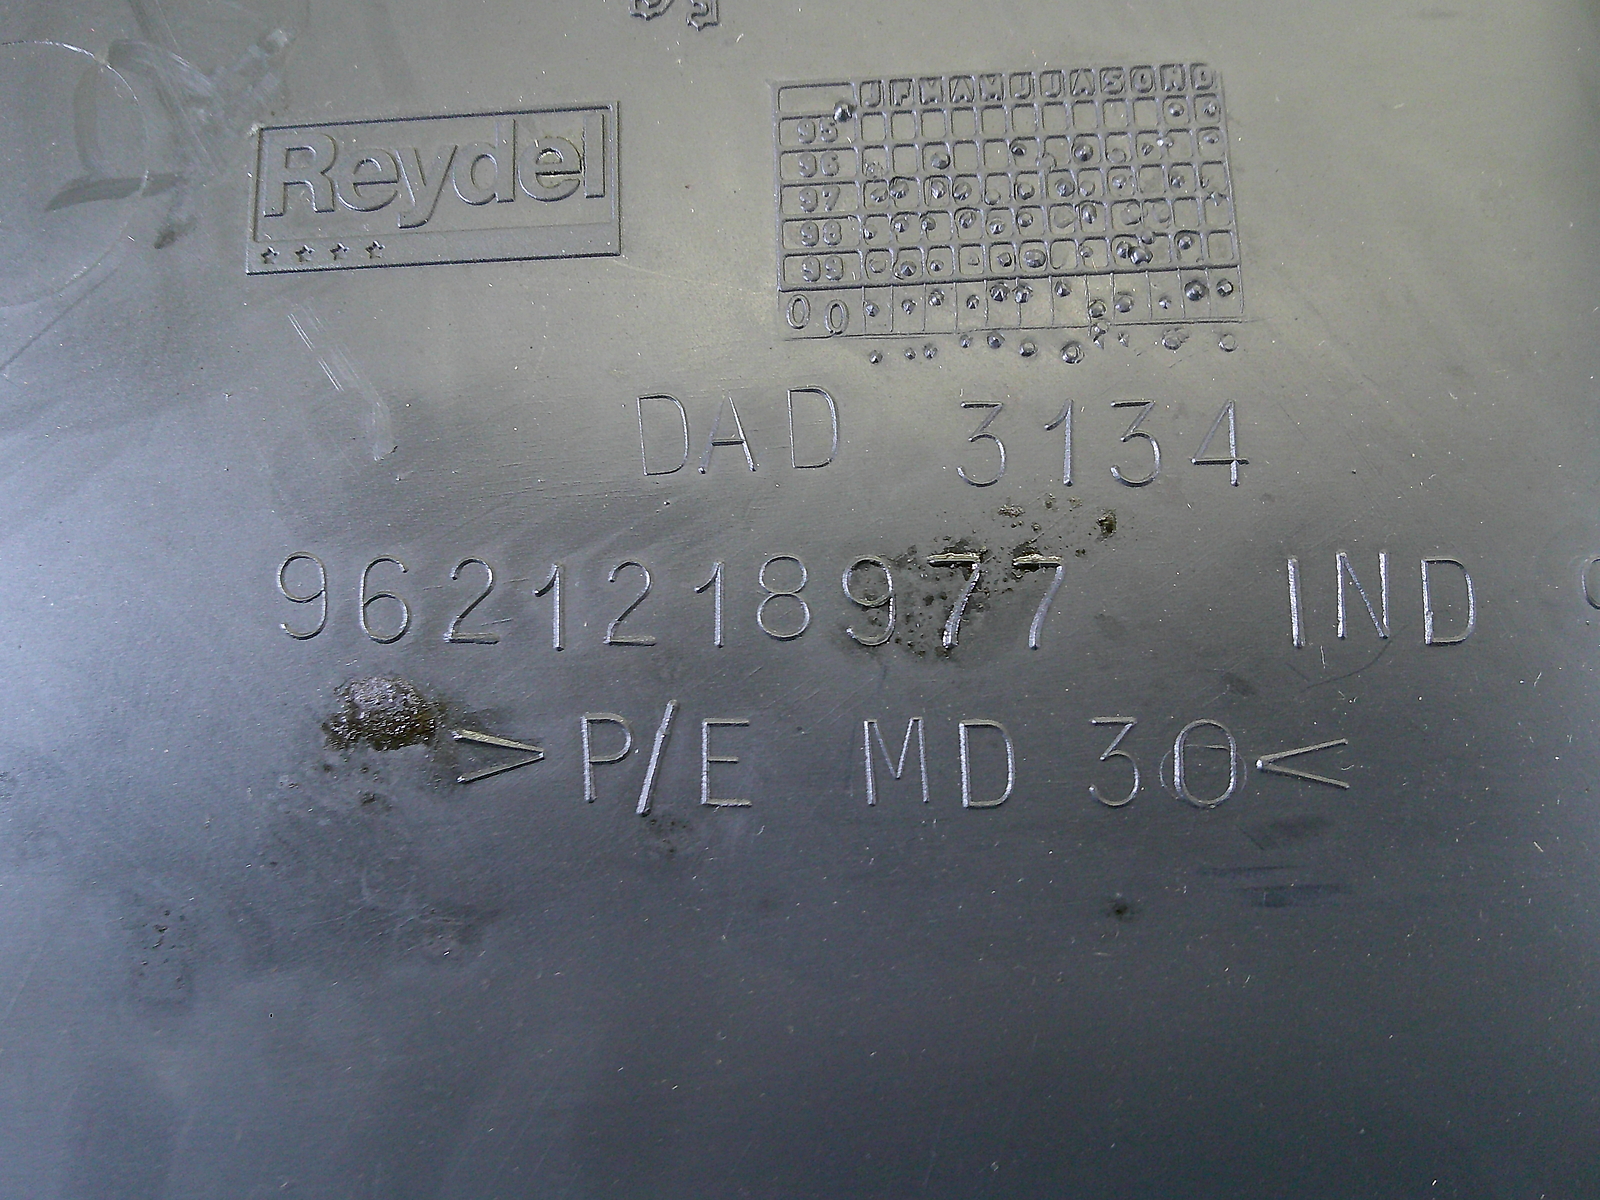 Reydel
J F M A M J J A S O N D
95
96
97
98
99
00
DAD 3134
9621218977 IND
>P/E MD 30<